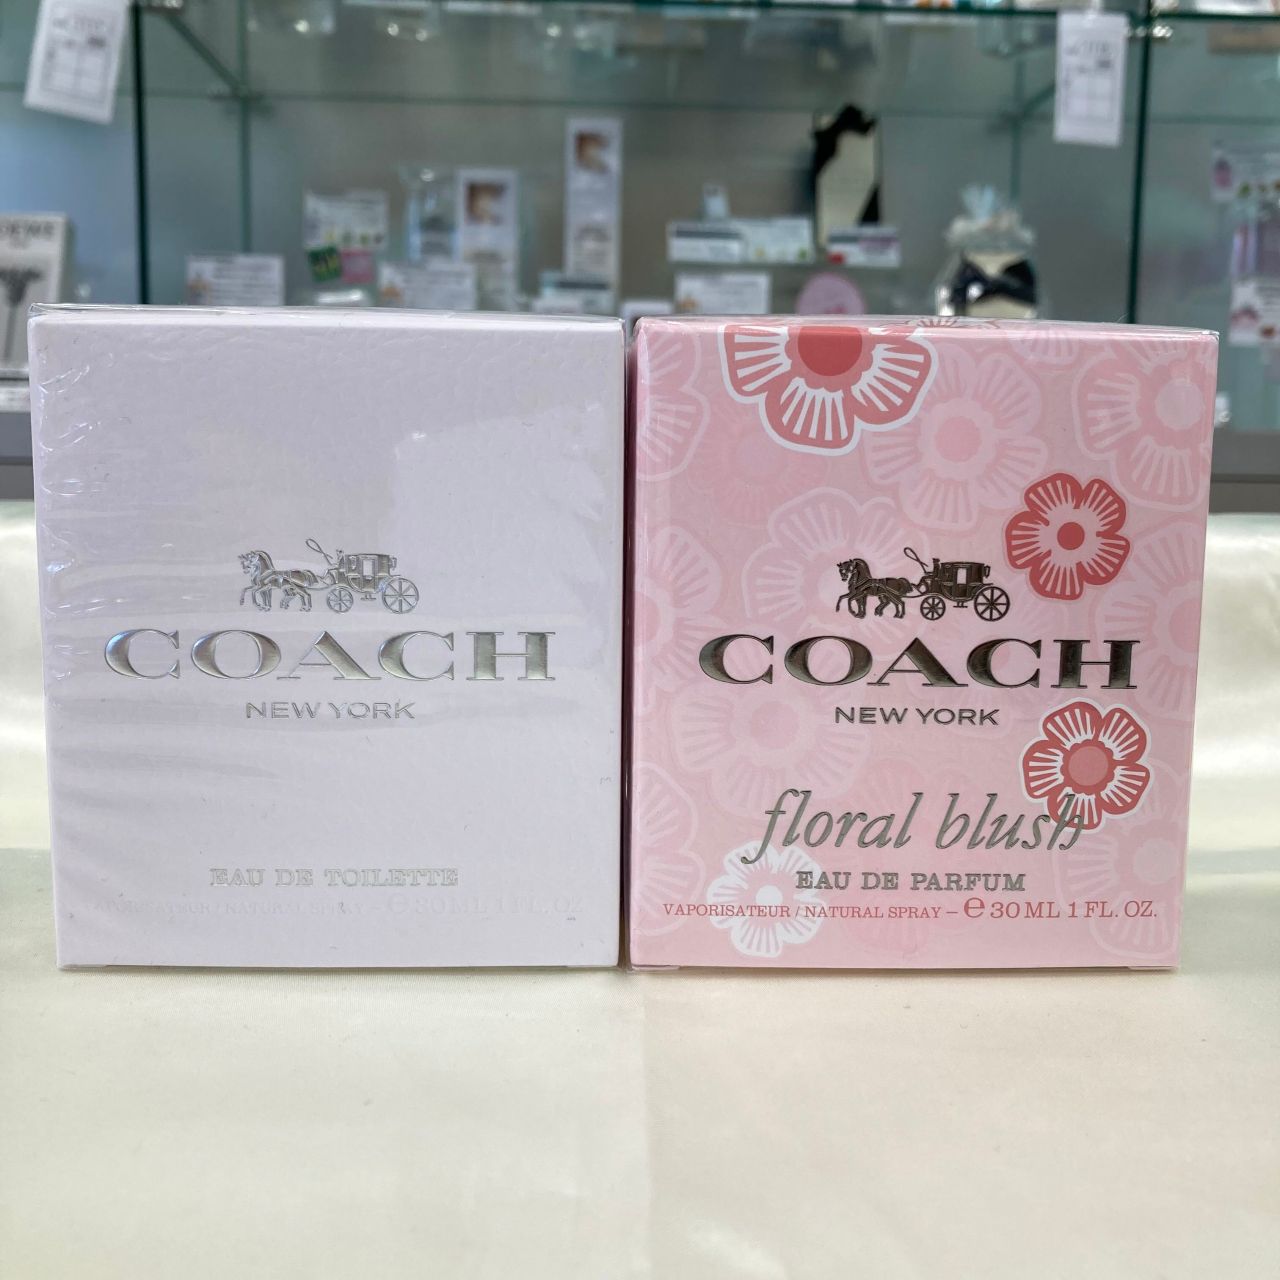 COACH
NEW YORK
EAU DE TOILETTE
VAPORISATEUR / NATURAL SPRAY - e 30 ML 1 FL. OZ.
COACH
NEW YORK
floral blush
EAU DE PARFUM
VAPORISATEUR / NATURAL SPRAY - e 30 ML 1 FL. OZ.